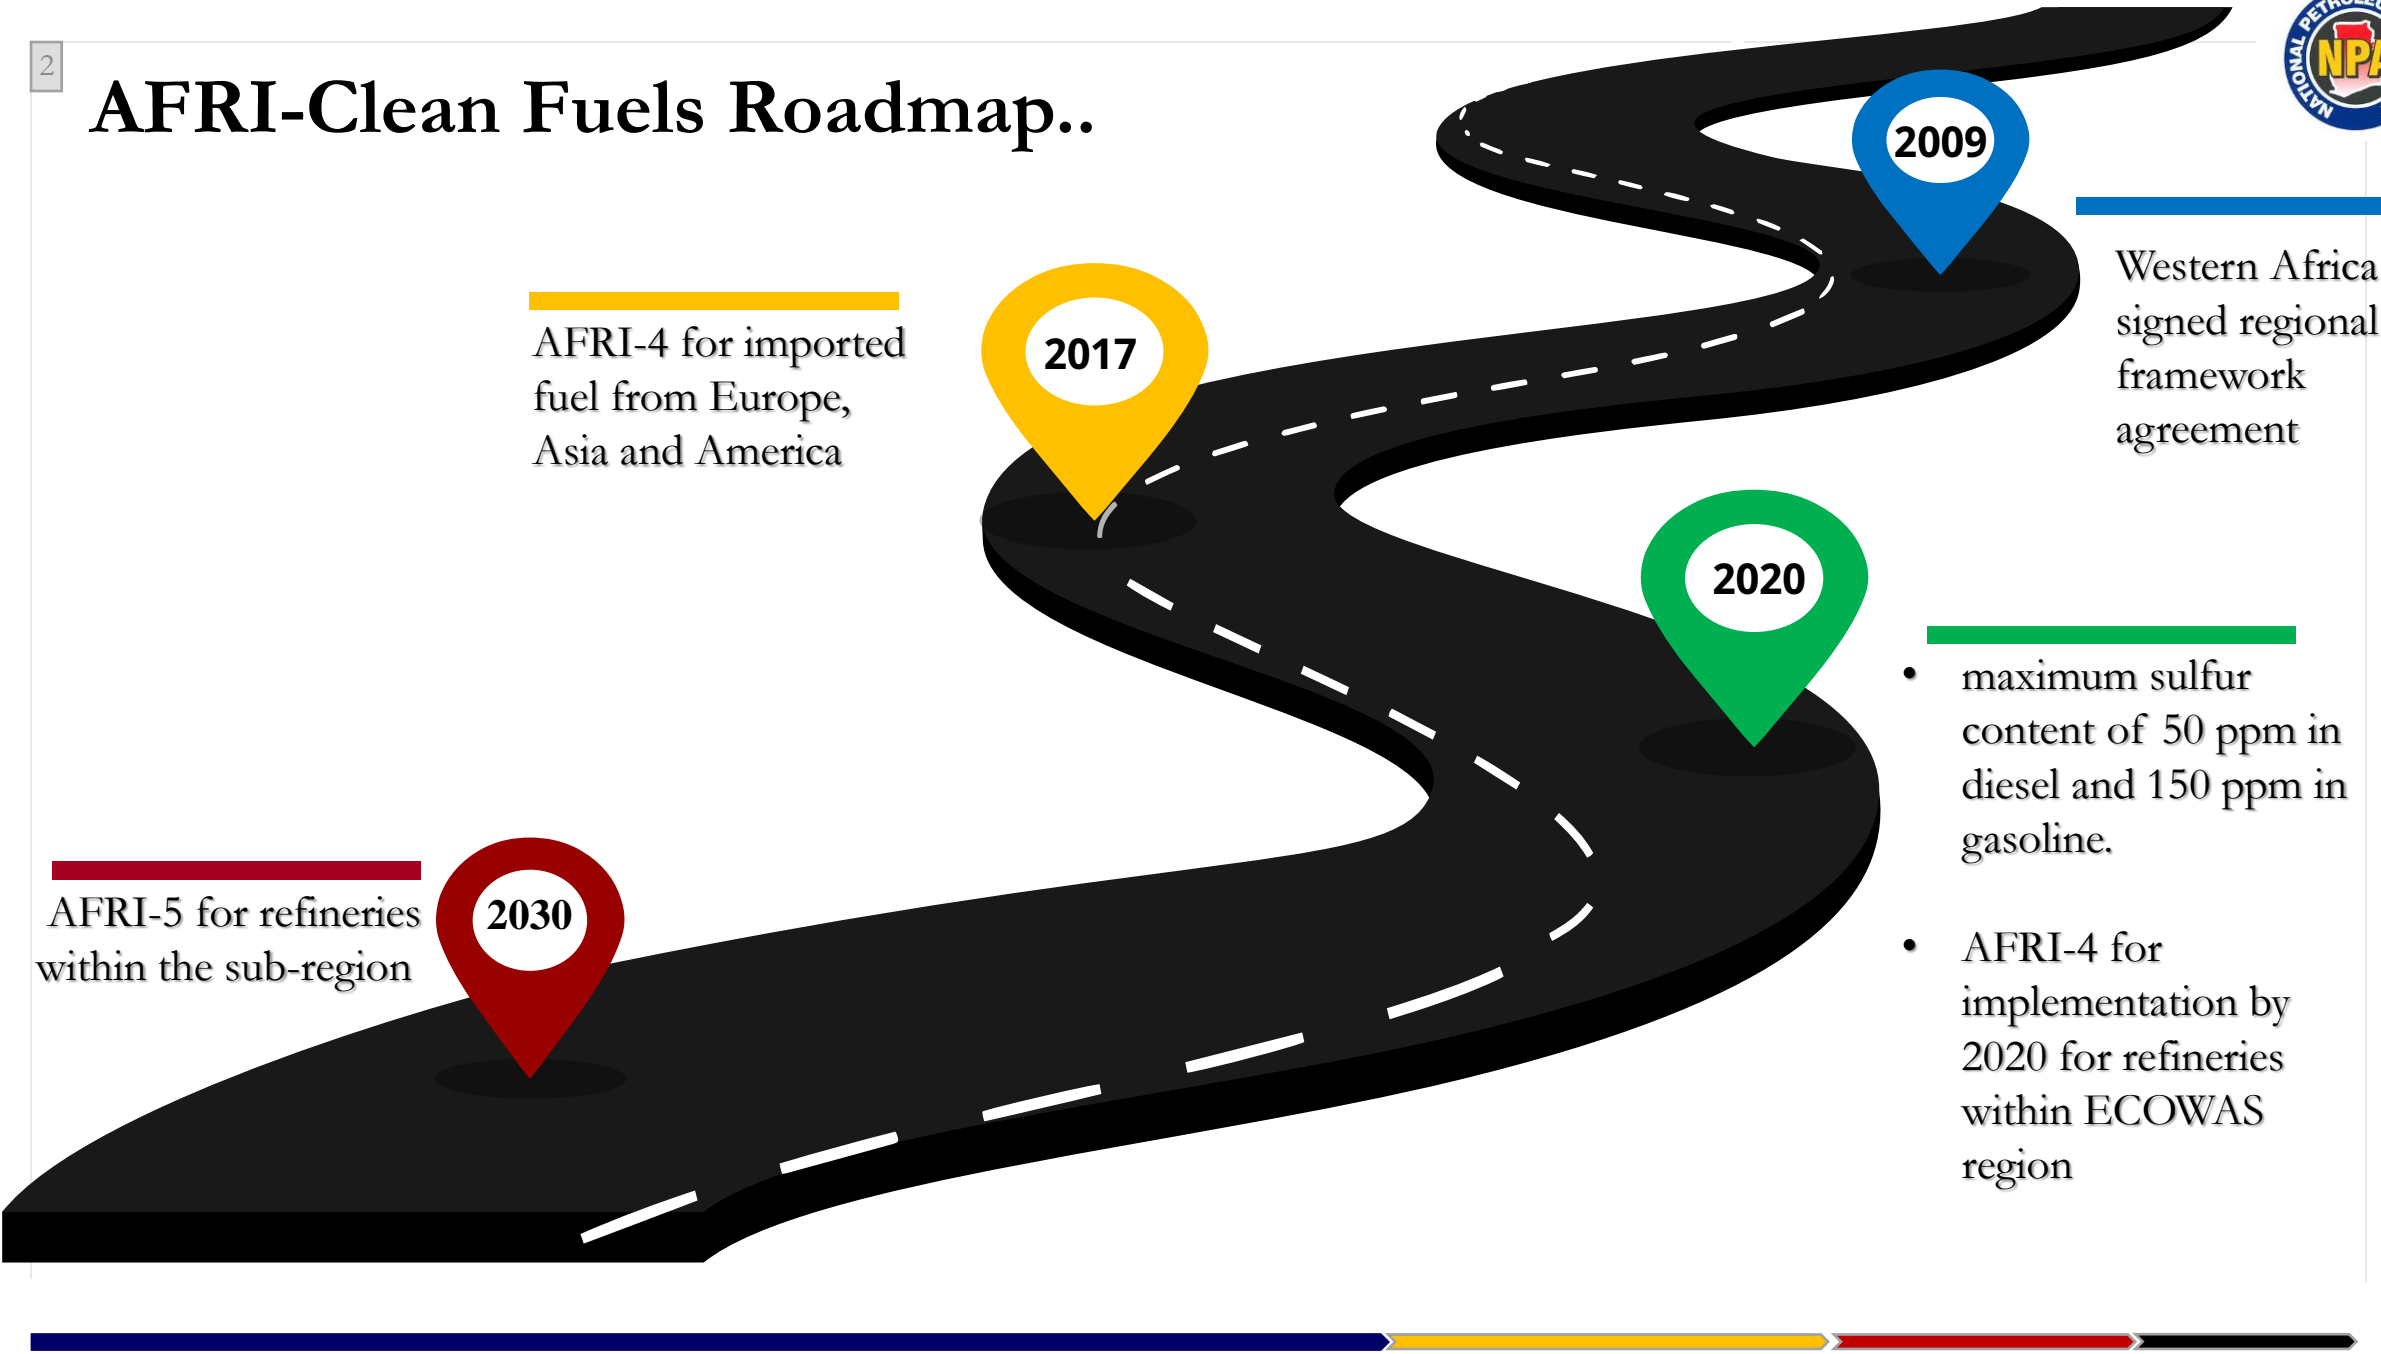 2
AFRI-Clean Fuels Roadmap..
NATIONAL
NPA
2009
Western Africa
signed regional
framework
agreement
2017
AFRI-4 for imported
fuel from Europe,
Asia and America
2020
• maximum sulfur
content of 50 ppm in
diesel and 150 ppm in
gasoline.
• AFRI-4 for
implementation by
2020 for refineries
within ECOWAS
region
2030
AFRI-5 for refineries
within the sub-region